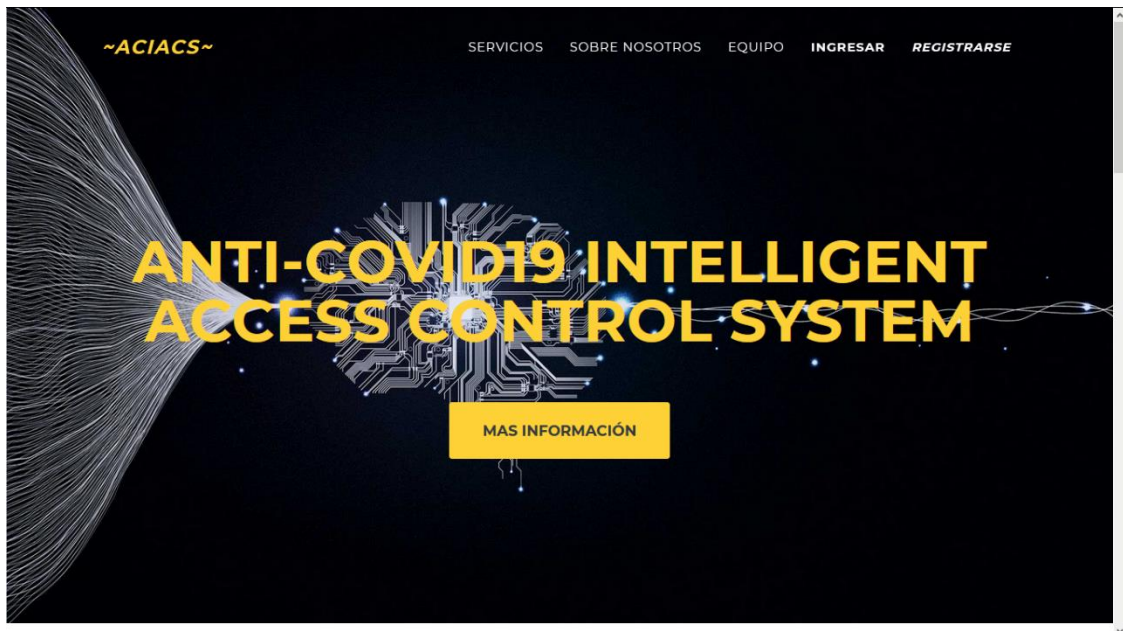 ~ACIACS~
SERVICIOS SOBRE NOSOTROS EQUIPO INGRESAR REGISTRARSE
ANTI-COVID19 INTELLIGENT
ACCESS CONTROL SYSTEM
MAS INFORMACIÓN